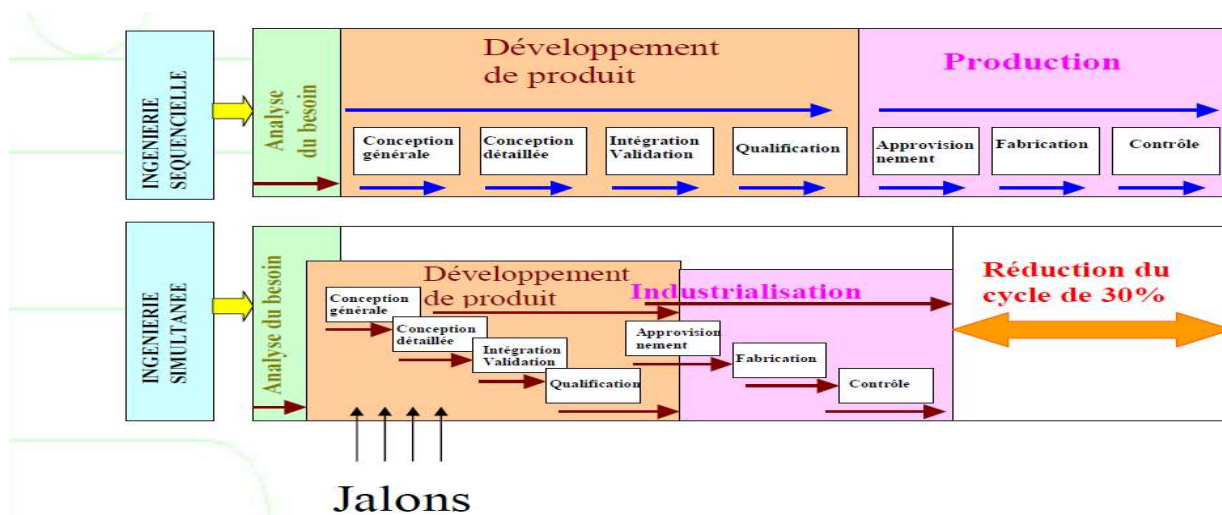 INGENIERIE
SEQUENCIELLE
Analyse
du besoin
Développement
de produit
Conception
générale
Conception
détaillée
Intégration
Validation
Qualification
Production
Approvision
nement
Fabrication
Contrôle
INGENIERIE
SIMULTANEE
Analyse du besoin
Développement
de produit
Conception
générale
Conception
détaillée
Intégration
Validation
Qualification
Industrialisation
Approvision
nement
Fabrication
Contrôle
Réduction du
cycle de 30%
Jalons